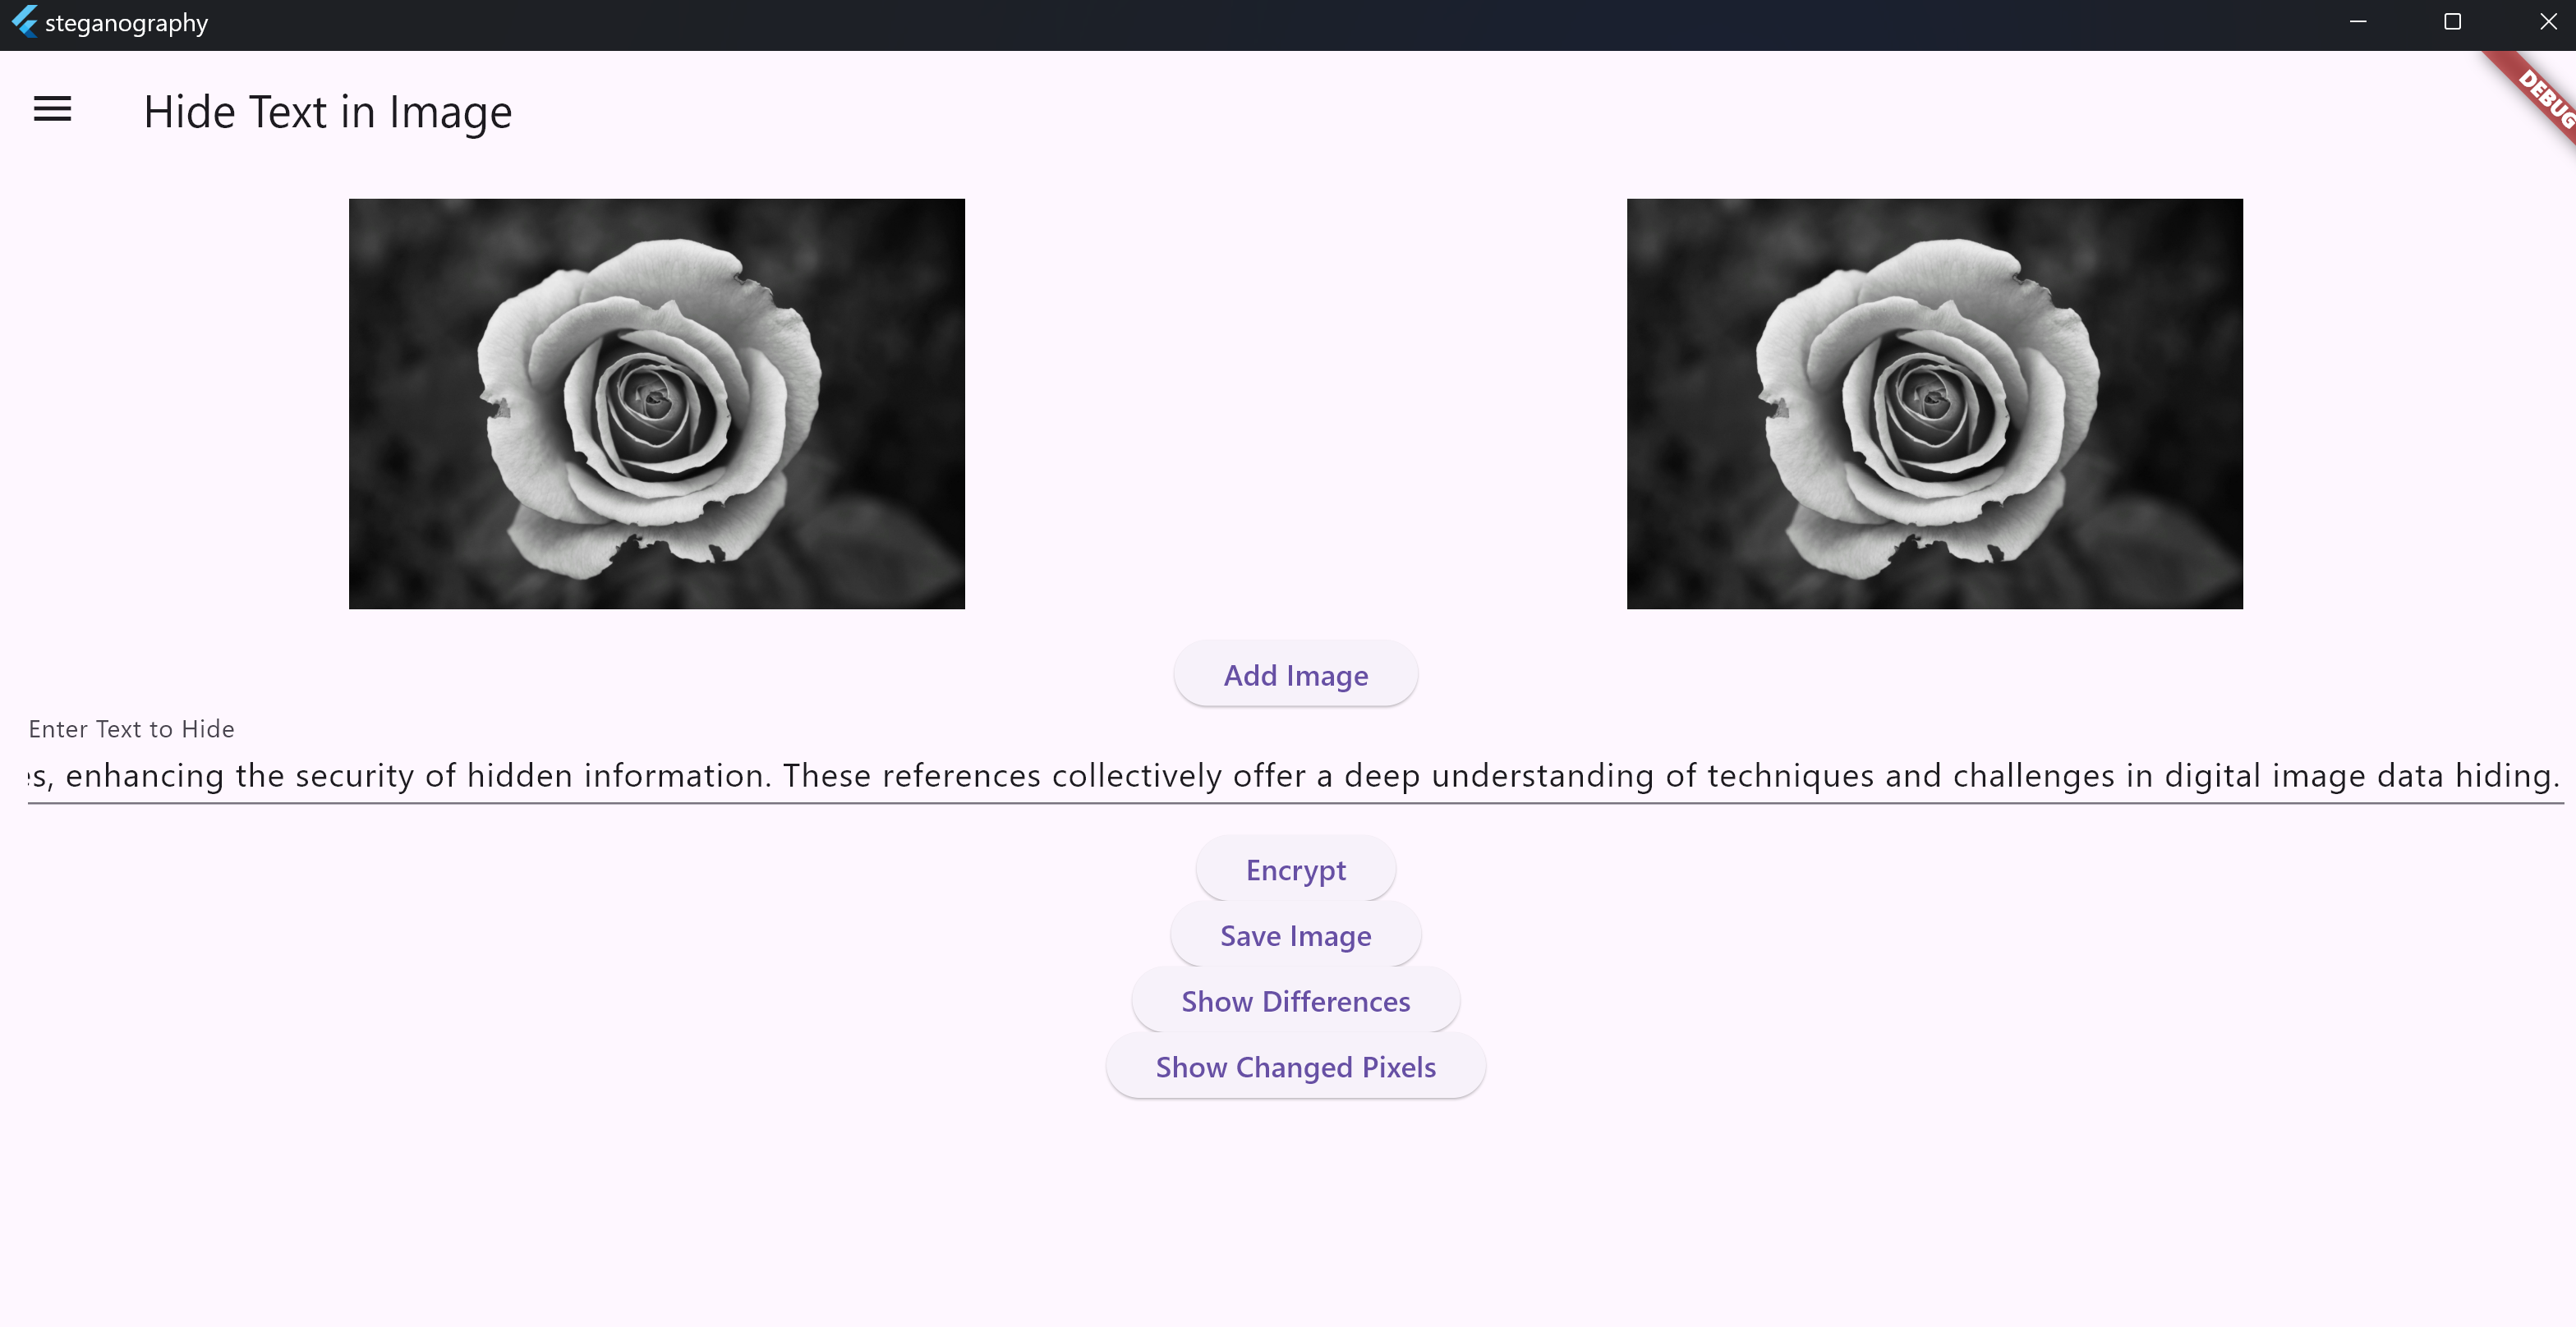 steganography
DEBUG
Hide Text in Image
Add Image
Enter Text to Hide
s, enhancing the security of hidden information. These references collectively offer a deep understanding of techniques and challenges in digital image data hiding.
Encrypt
Save Image
Show Differences
Show Changed Pixels